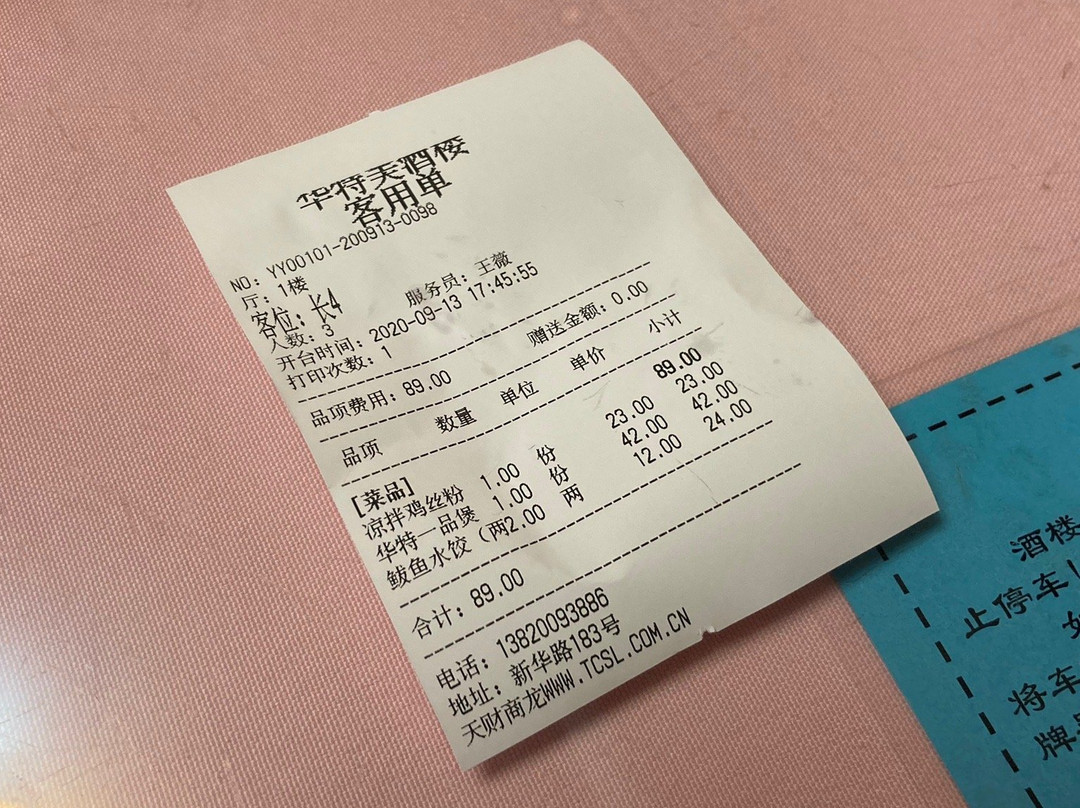 华特美酒楼
客用单
NO: YY00101-200913-0098
厅: 1楼
客位: 长4 服务员: 王薇
人数: 3
开台时间: 2020-09-13 17:45:55
打印次数: 1
品项费用: 89.00 赠送金额: 0.00
品项 数量 单位 单价 小计
[菜品] 89.00
凉拌鸡丝粉 1.00 份 23.00 23.00
华特一品煲 1.00 份 42.00 42.00
鲅鱼水饺（两2.00 两 12.00 24.00
合计: 89.00
电话: 13820093886
地址: 新华路183号
天财商龙WWW.TCSL.COM.CN
酒楼
止停车
将车
牌